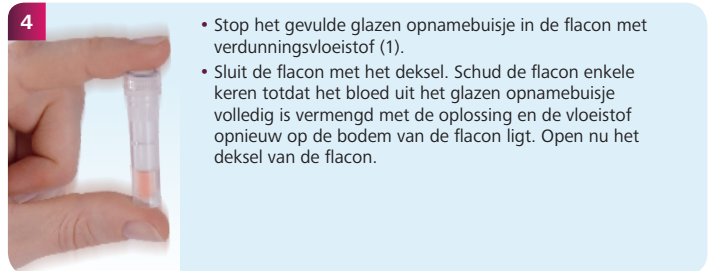 4
• Stop het gevulde glazen opnamebuisje in de flacon met
verdunningsvloeistof (1).
• Sluit de flacon met het deksel. Schud de flacon enkele
keren totdat het bloed uit het glazen opnamebuisje
volledig is vermengd met de oplossing en de vloeistof
opnieuw op de bodem van de flacon ligt. Open nu het
deksel van de flacon.